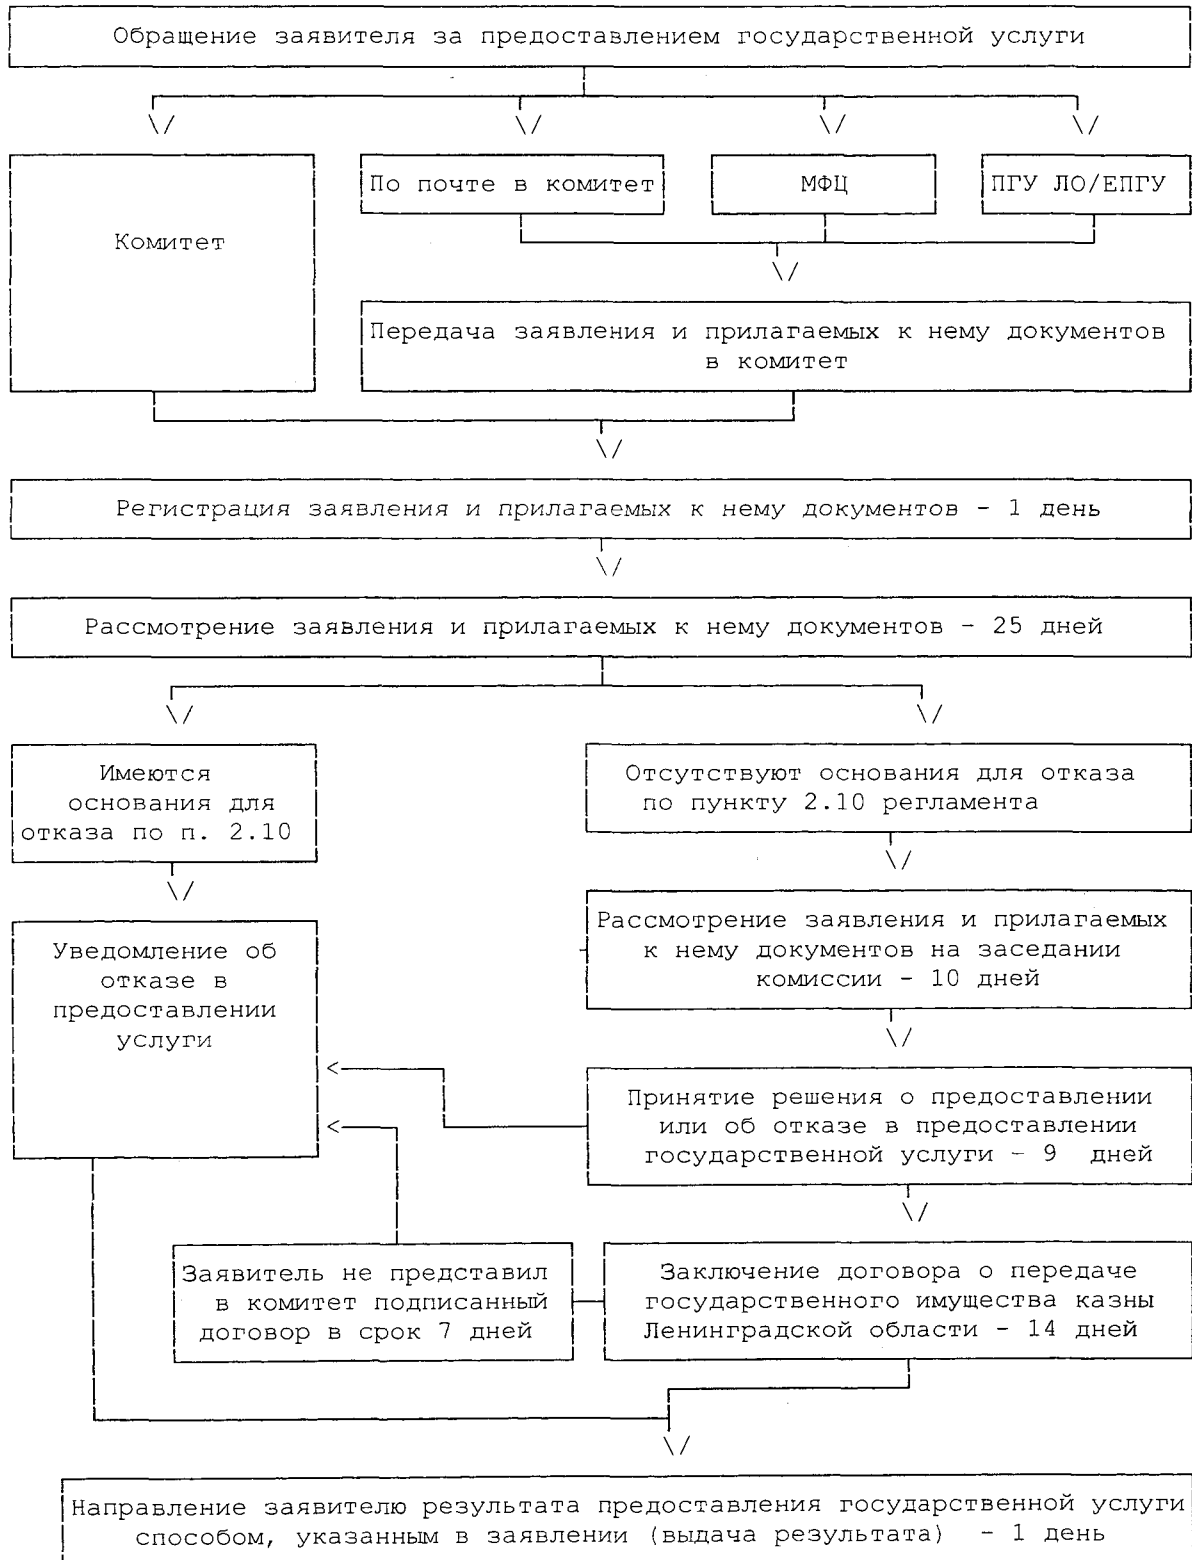 Обращение заявителя за предоставлением государственной услуги
\/ \/ \/ \/
По почте в комитет МФЦ ПГУ ЛО/ЕПГУ
Комитет
\/
Передача заявления и прилагаемых к нему документов
в комитет
\/
Регистрация заявления и прилагаемых к нему документов - 1 день
\/
Рассмотрение заявления и прилагаемых к нему документов - 25 дней
\/ \/
Имеются
основания для
отказа по п. 2.10
Отсутствуют основания для отказа
по пункту 2.10 регламента
\/ \/
Рассмотрение заявления и прилагаемых
к нему документов на заседании
комиссии - 10 дней
Уведомление об
отказе в
предоставлении
услуги
\/
<
Принятие решения о предоставлении
или об отказе в предоставлении
государственной услуги - 9 дней
<
\/
Заявитель не представил
в комитет подписанный
договор в срок 7 дней
Заключение договора о передаче
государственного имущества казны
Ленинградской области - 14 дней
\/
Направление заявителю результата предоставления государственной услуги
способом, указанным в заявлении (выдача результата) - 1 день